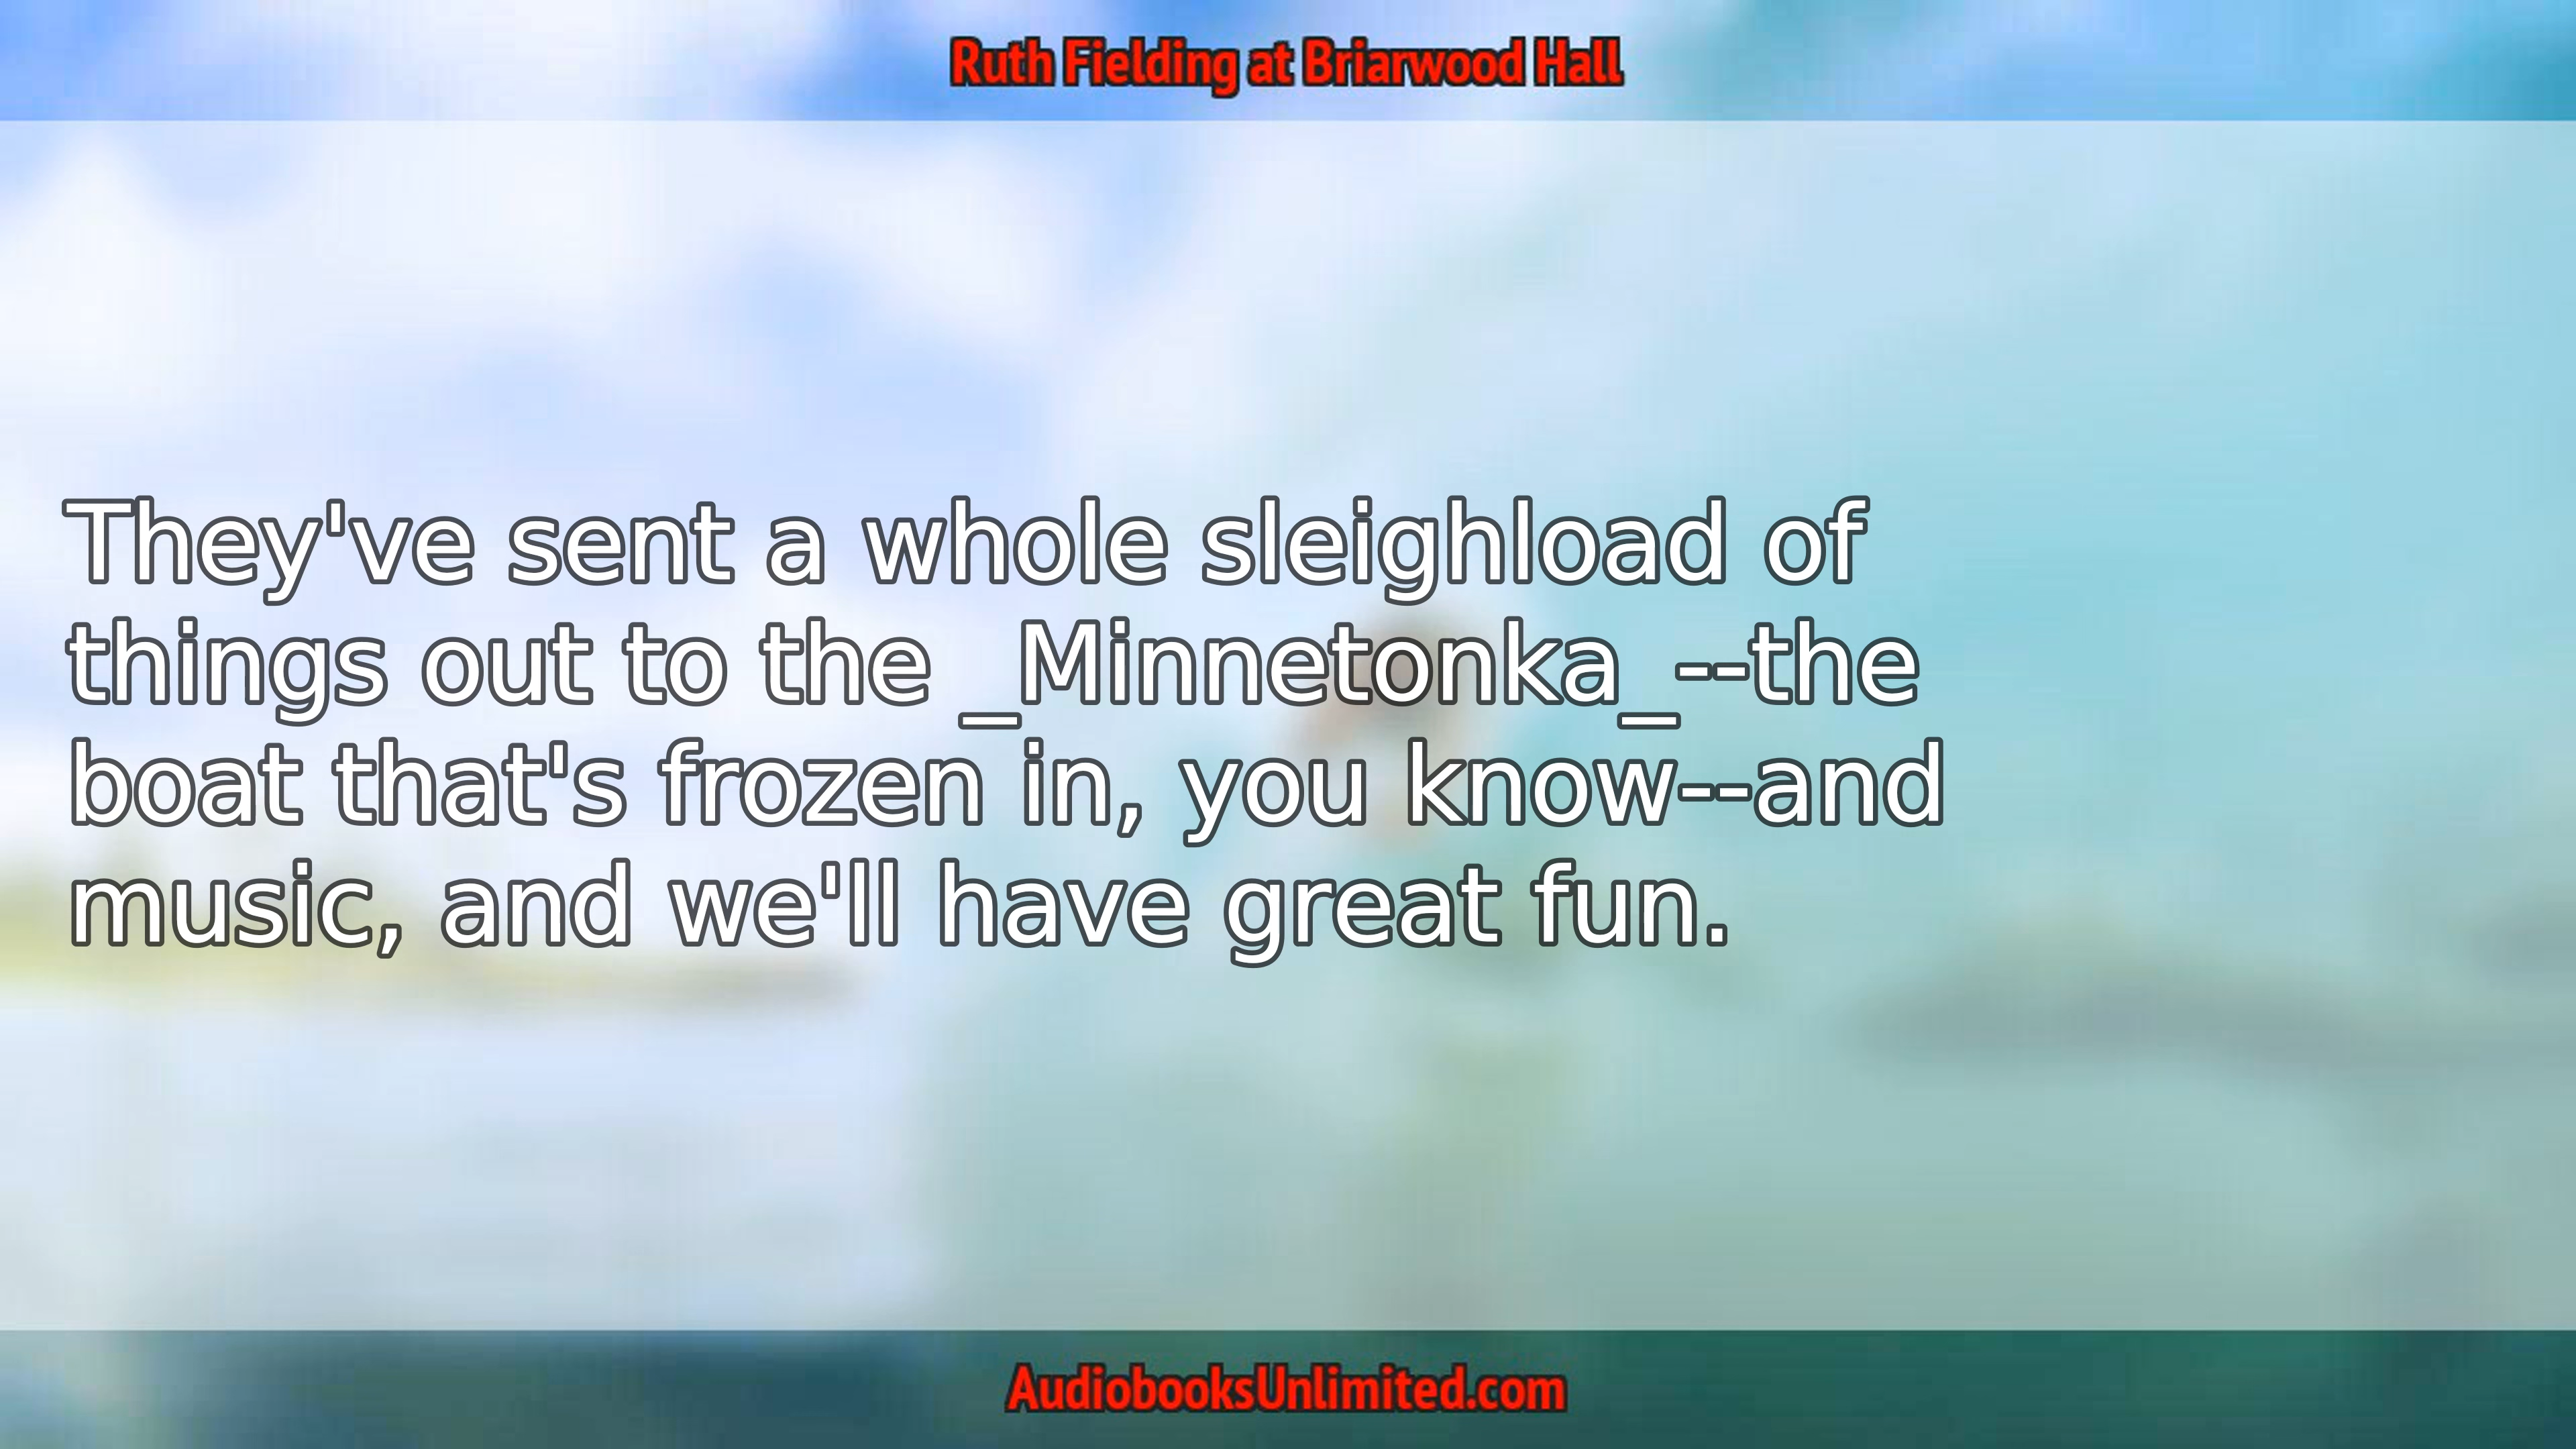 Ruth Fielding at Briarwood Hall
They've sent a whole sleighload of
things out to the _Minnetonka_--the
boat that's frozen in, you know--and
music, and we'll have great fun.
AudiobooksUnlimited.com